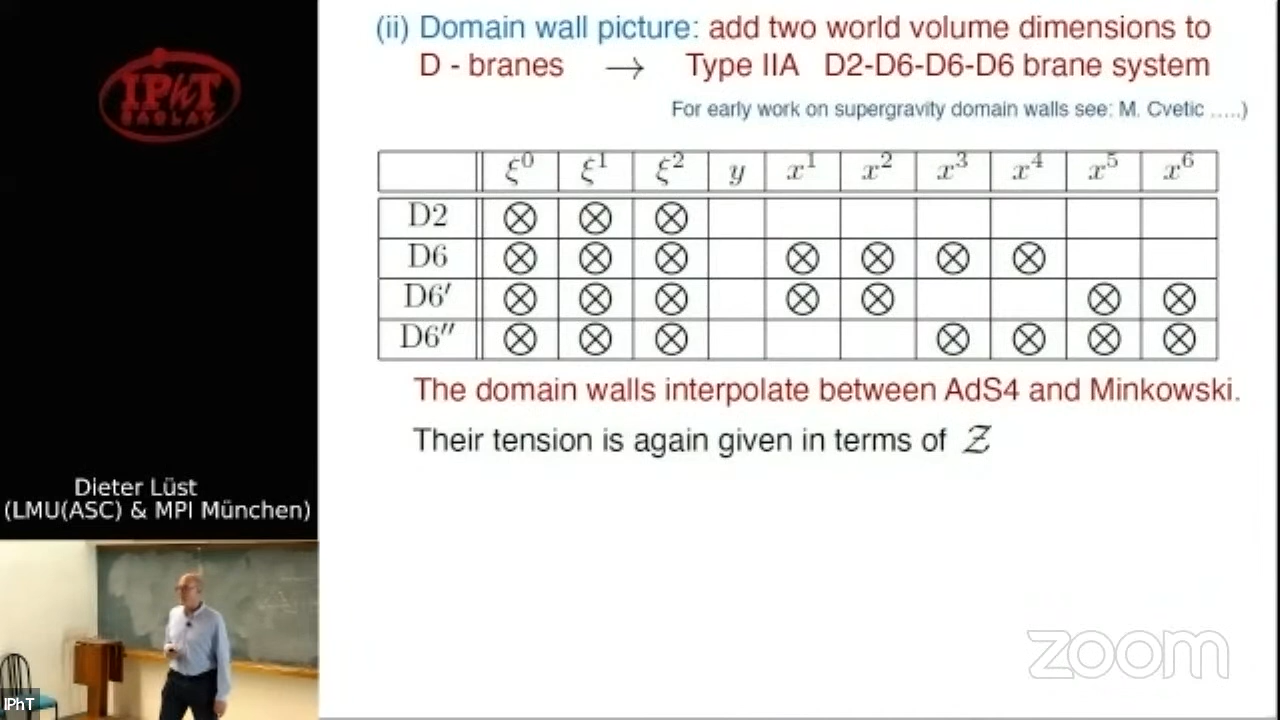 IPhT
SACLAY
(ii) Domain wall picture: add two world volume dimensions to
D - branes → Type IIA D2-D6-D6-D6 brane system
For early work on supergravity domain walls see: M. Cvetic .....)
ξ⁰ ξ¹ ξ² y x¹ x² x³ x⁴ x⁵ x⁶
D2 ⊗ ⊗ ⊗
D6 ⊗ ⊗ ⊗ ⊗ ⊗ ⊗ ⊗
D6′ ⊗ ⊗ ⊗ ⊗ ⊗ ⊗ ⊗
D6′′ ⊗ ⊗ ⊗ ⊗ ⊗ ⊗ ⊗
The domain walls interpolate between AdS4 and Minkowski.
Their tension is again given in terms of 𝒵
Dieter Lüst
(LMU(ASC) & MPI München)
IPhT
zoom